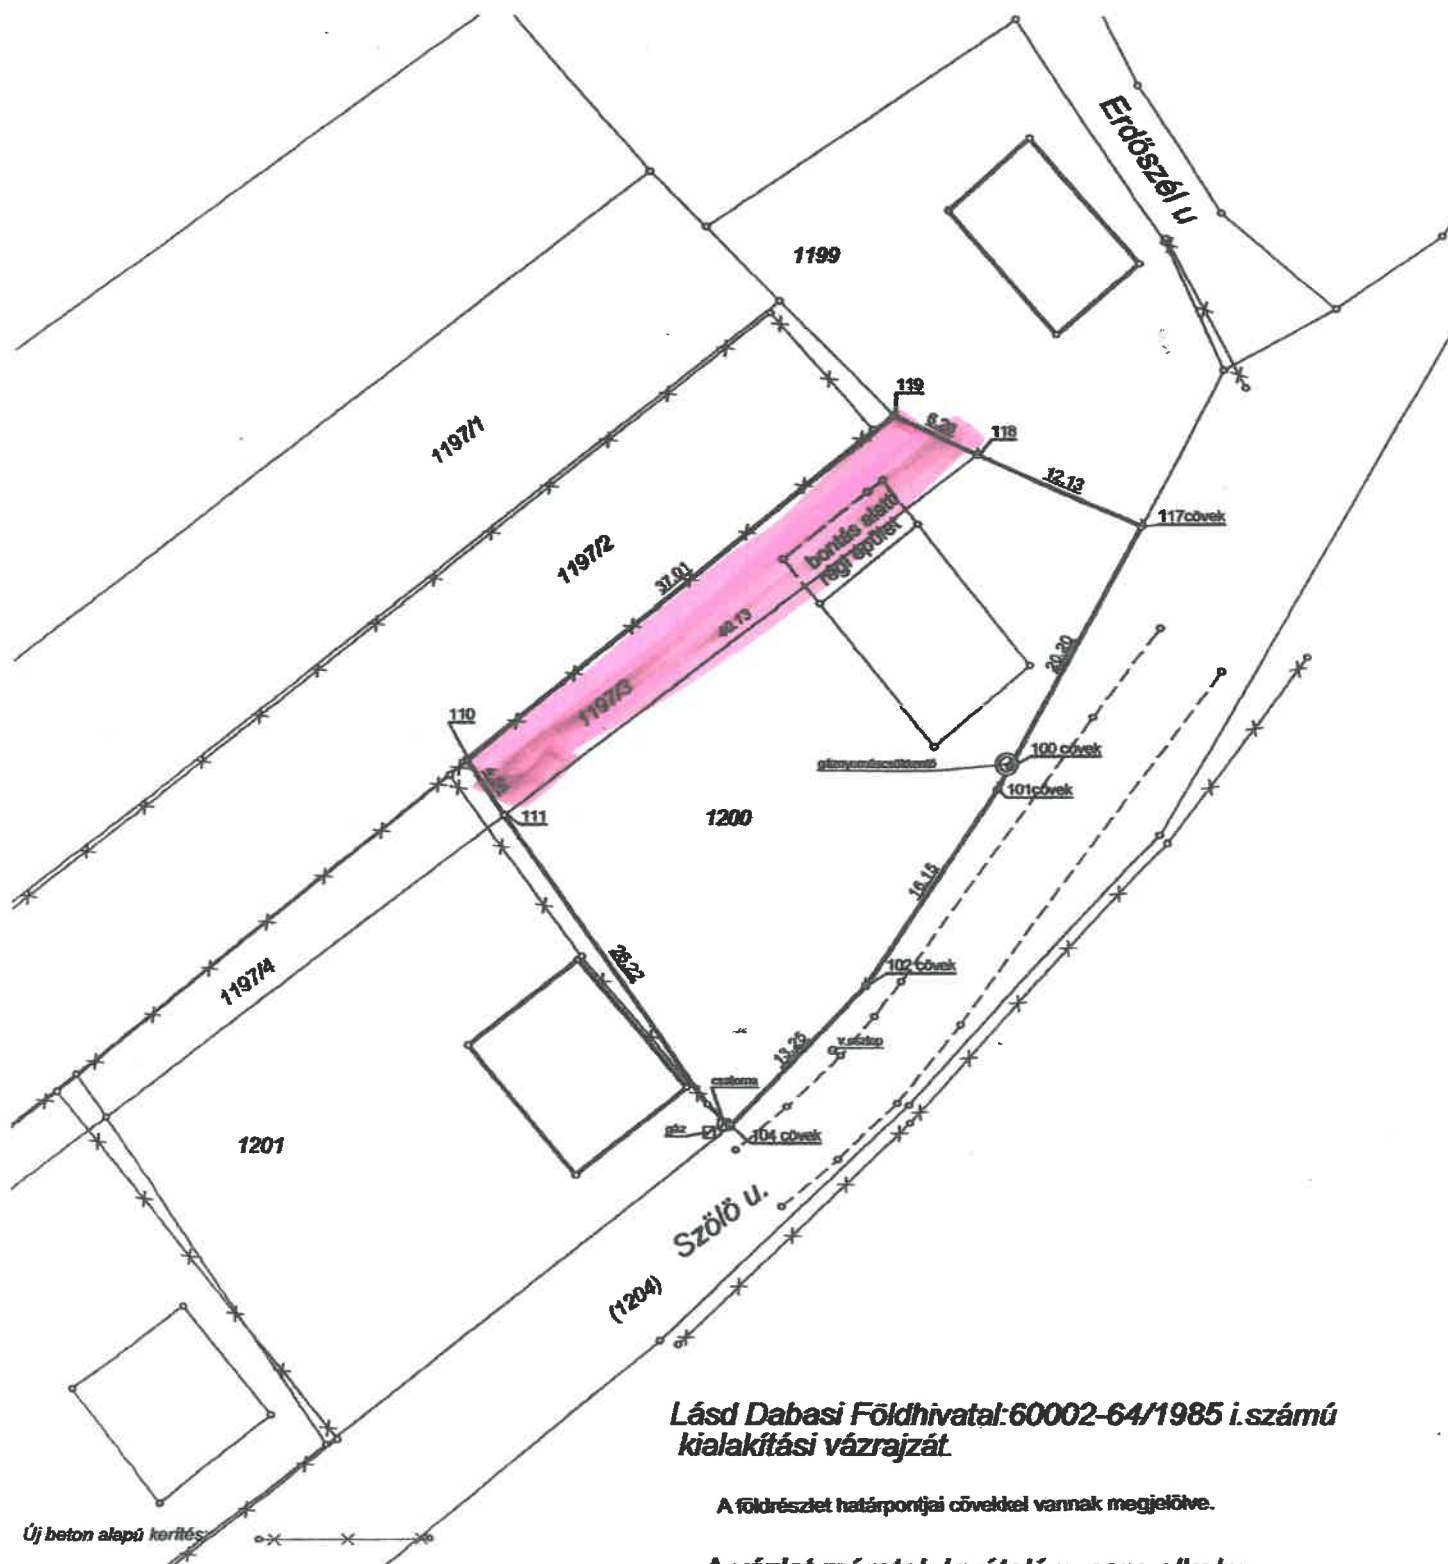 Erdőszél u
1199
119
6.28
118
12.13
117cövek
1197/1
1197/2
37.01
bontás alatti
régi épület
40.13
1197/3
20.20
110
100 cövek
101cövek
1200
111
16.15
26.22
102 cövek
1197/4
v.oszlop
13.25
csatorna
gáz
104 cövek
1201
Szölö u.
(1204)
Lásd Dabasi Földhivatal:60002-64/1985 i.számú
kialakítási vázrajzát.
A földrészlet határpontjai cövekkel vannak megjelölve.
Új beton alapú kerítés: